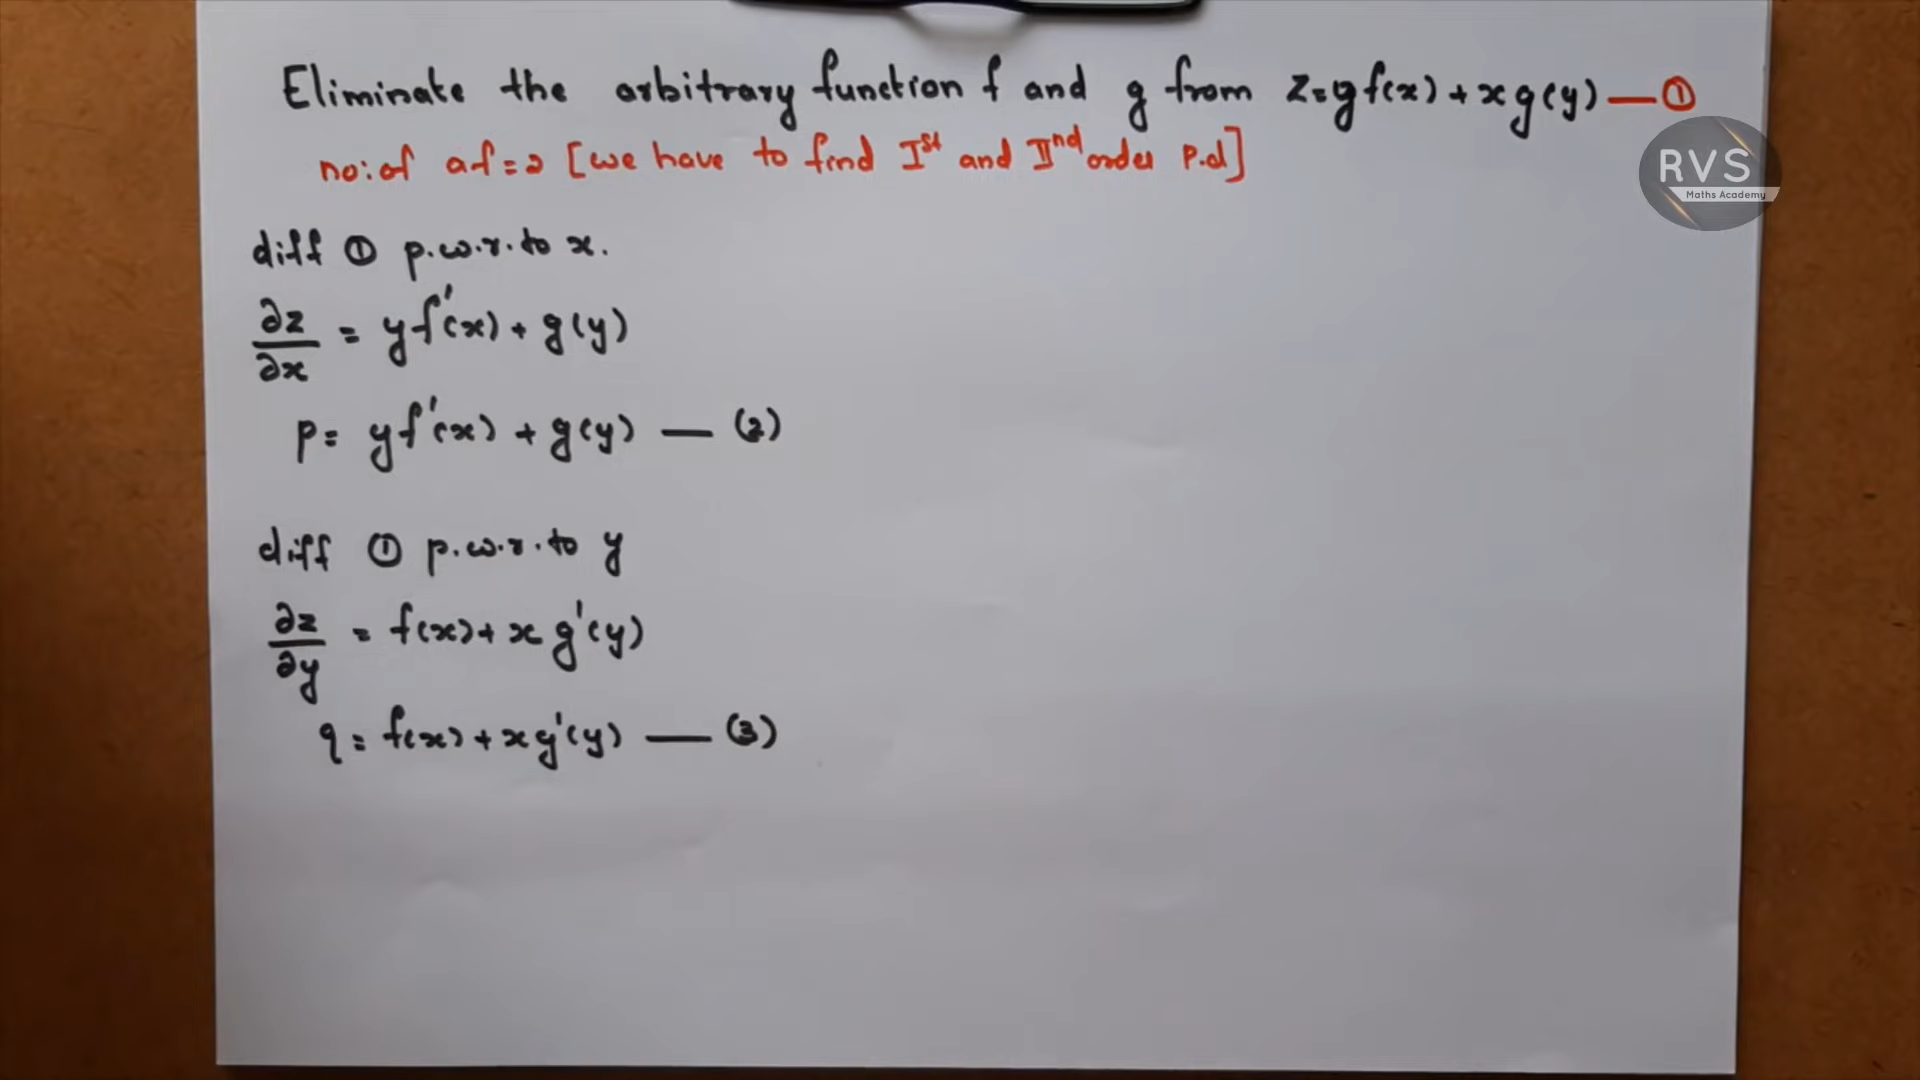 Eliminate the arbitrary function f and g from z=yf(x)+xg(y) — ①
no: of af=2 [we have to find Ist and IInd order p.d]
RVS
Maths Academy
diff ① p.w.r.to x.
∂z/∂x = yf'(x)+g(y)
p= yf'(x)+g(y) — (2)
diff ① p.w.r.to y
∂z/∂y = f(x)+xg'(y)
q= f(x)+xg'(y) — (3)